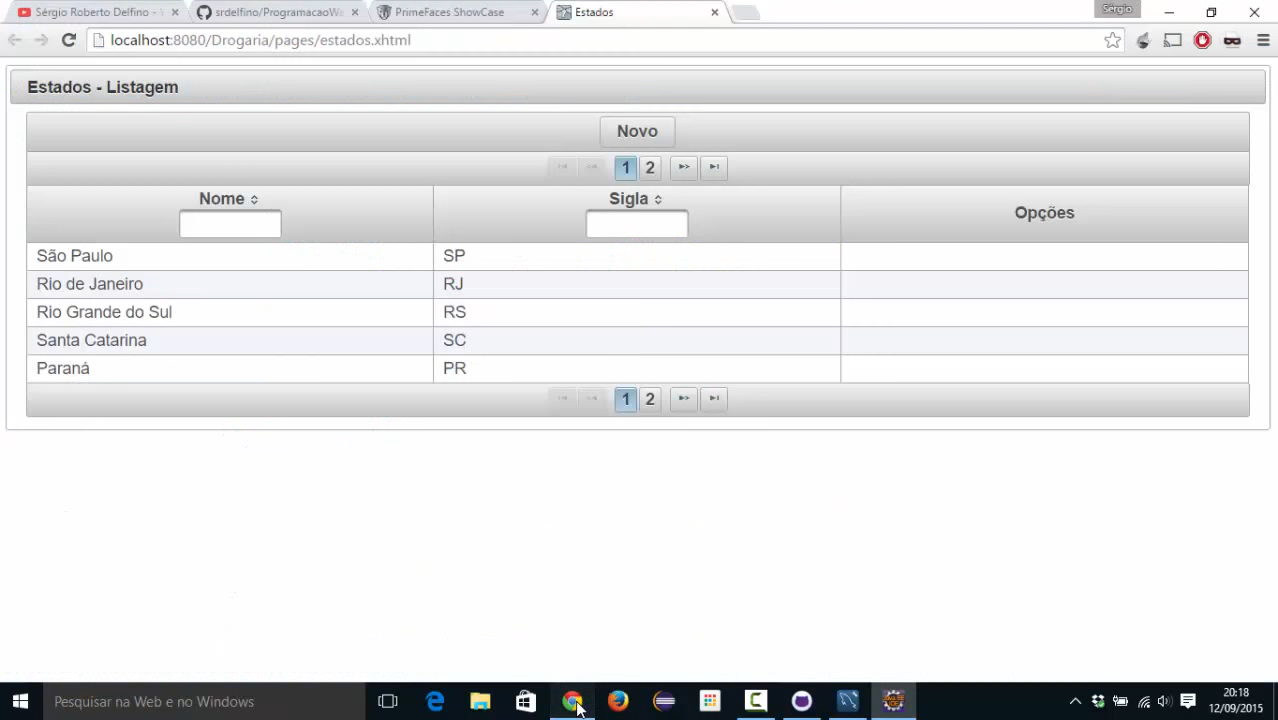 Sérgio Roberto Delfino - 
srdelfino/ProgramacaoWe
PrimeFaces ShowCase
Estados
Sérgio
localhost:8080/Drogaria/pages/estados.xhtml
Estados - Listagem
Novo
1 2
Nome
Sigla
Opções
São Paulo SP
Rio de Janeiro RJ
Rio Grande do Sul RS
Santa Catarina SC
Paraná PR
1 2
Pesquisar na Web e no Windows
20:18
12/09/2015